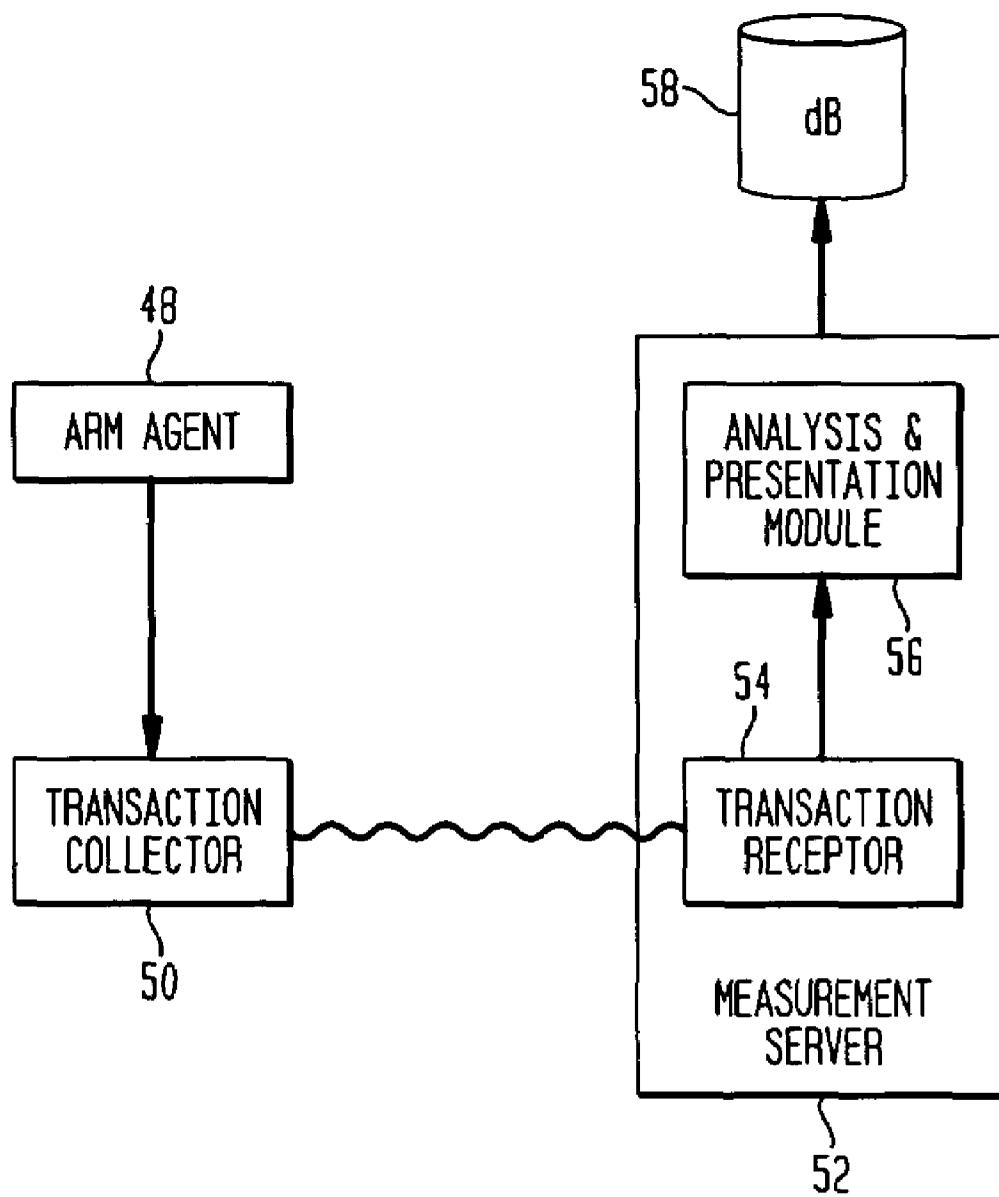 58
dB
48
ARM AGENT
ANALYSIS &
PRESENTATION
MODULE
56
54
TRANSACTION
COLLECTOR
TRANSACTION
RECEPTOR
50
MEASUREMENT
SERVER
52